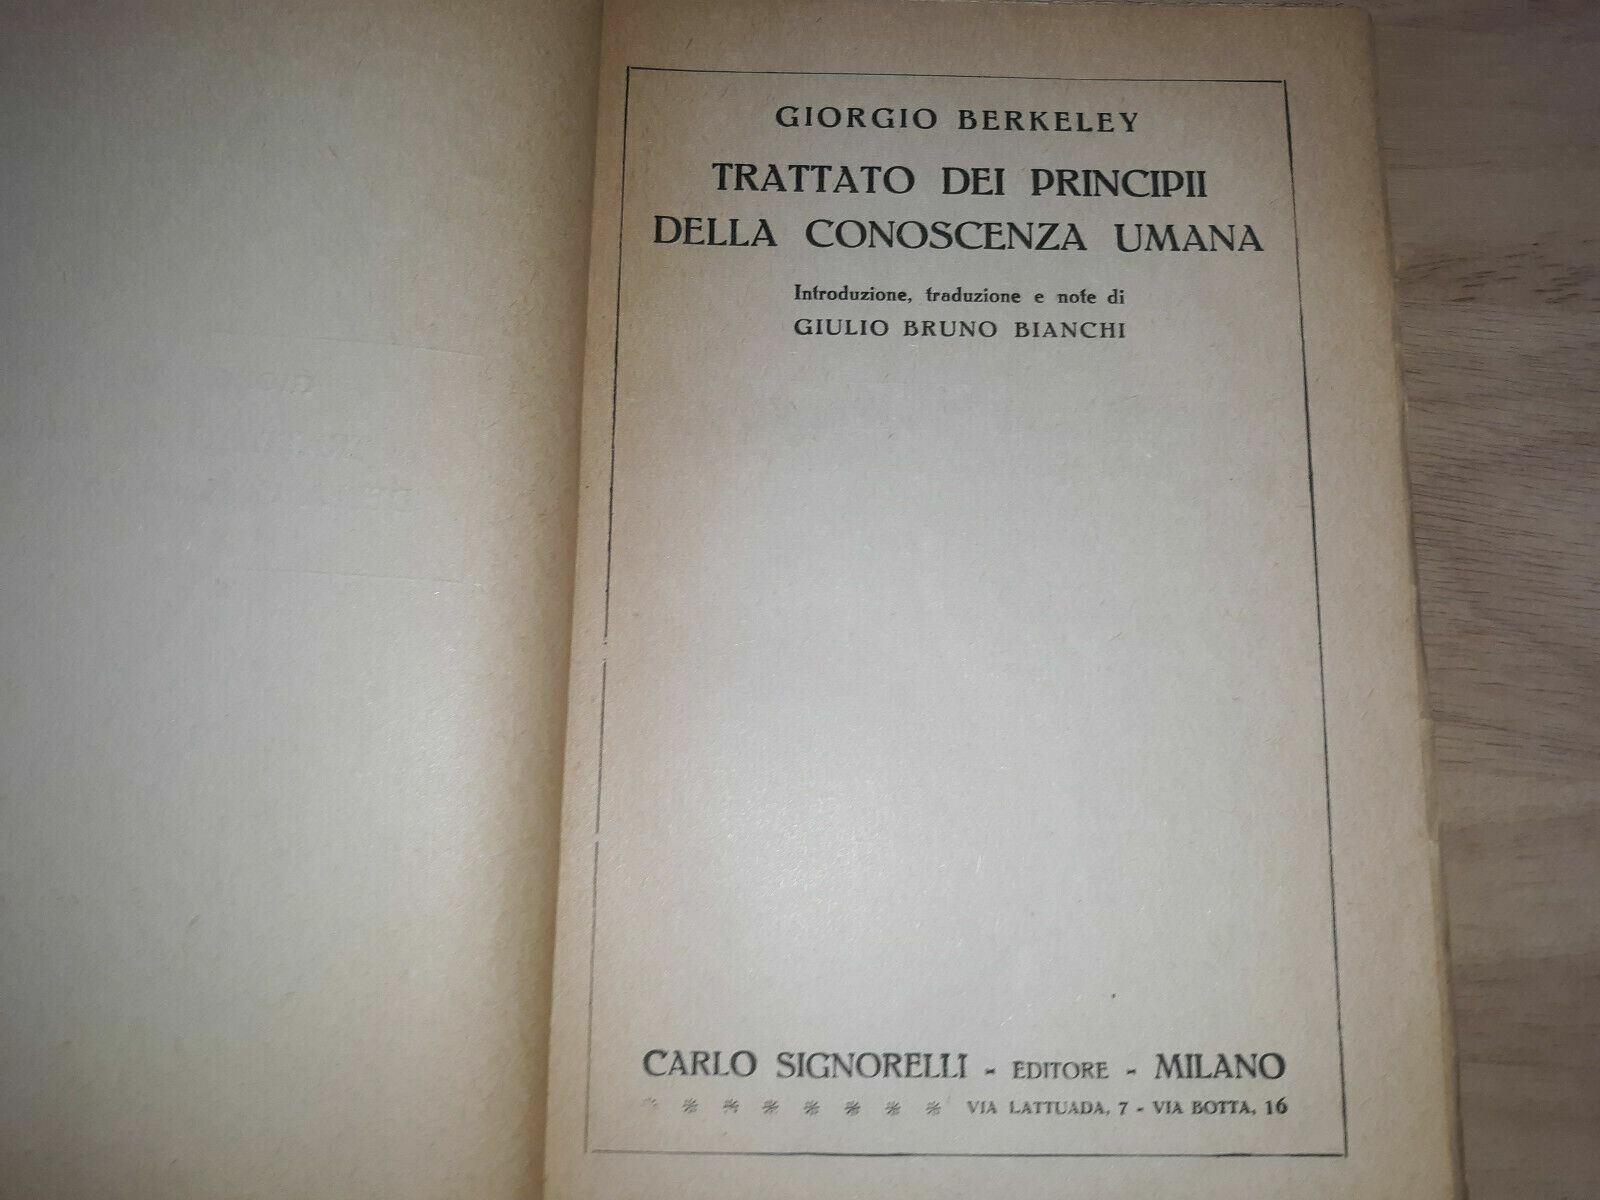 GIORGIO BERKELEY
TRATTATO DEI PRINCIPII
DELLA CONOSCENZA UMANA
Introduzione, traduzione e note di
GIULIO BRUNO BIANCHI
CARLO SIGNORELLI - EDITORE - MILANO
VIA LATTUADA, 7 - VIA BOTTA, 16